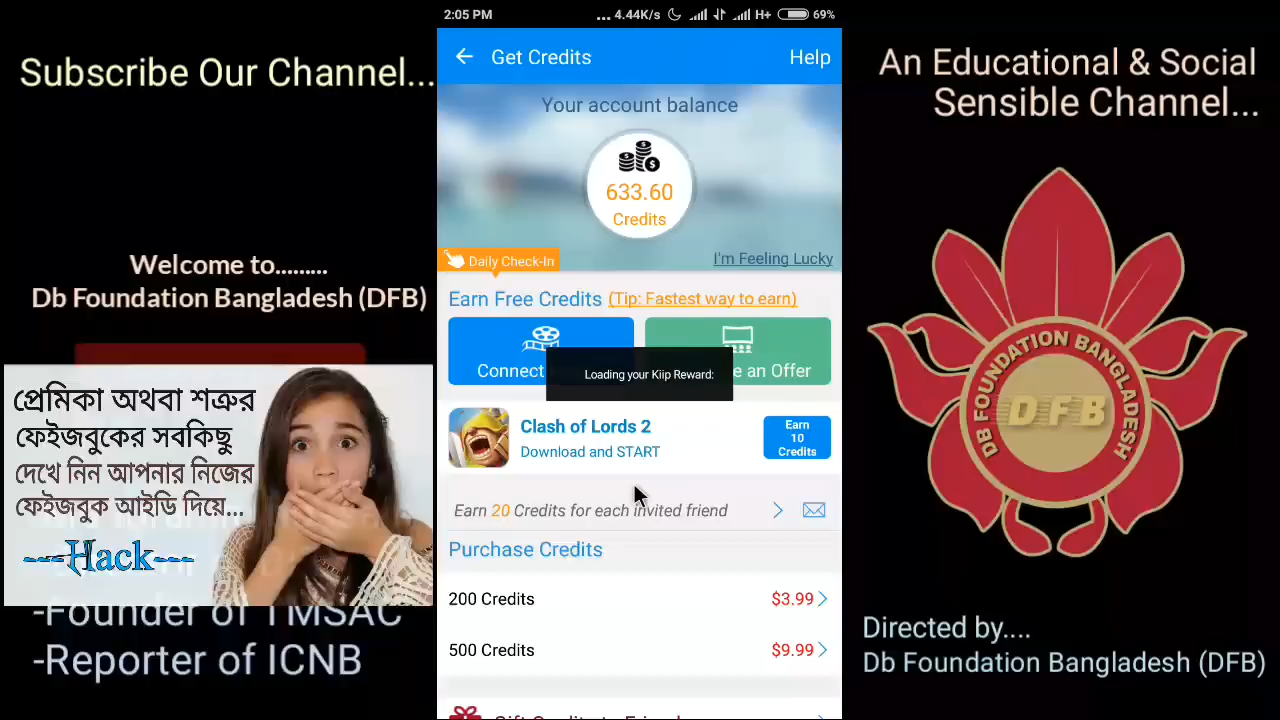 Subscribe Our Channel...
Welcome to.........
Db Foundation Bangladesh (DFB)
প্রেমিকা অথবা শত্রুর
ফেইজবুকের সবকিছু
দেখে নিন আপনার নিজের
ফেইজবুক আইডি দিয়ে...
---Hack---
-Founder of TMSAC
-Reporter of ICNB
2:05 PM
... 4.44K/s H+ 69%
Get Credits
Help
Your account balance
633.60
Credits
Daily Check-In
I'm Feeling Lucky
Earn Free Credits (Tip: Fastest way to earn)
Connect
e an Offer
Loading your Kiip Reward:
Clash of Lords 2
Download and START
Earn
10
Credits
Earn 20 Credits for each invited friend
Purchase Credits
200 Credits
$3.99
500 Credits
$9.99
An Educational & Social
Sensible Channel...
DB FOUNDATION BANGLADESH
DFB
DFB
Directed by....
Db Foundation Bangladesh (DFB)